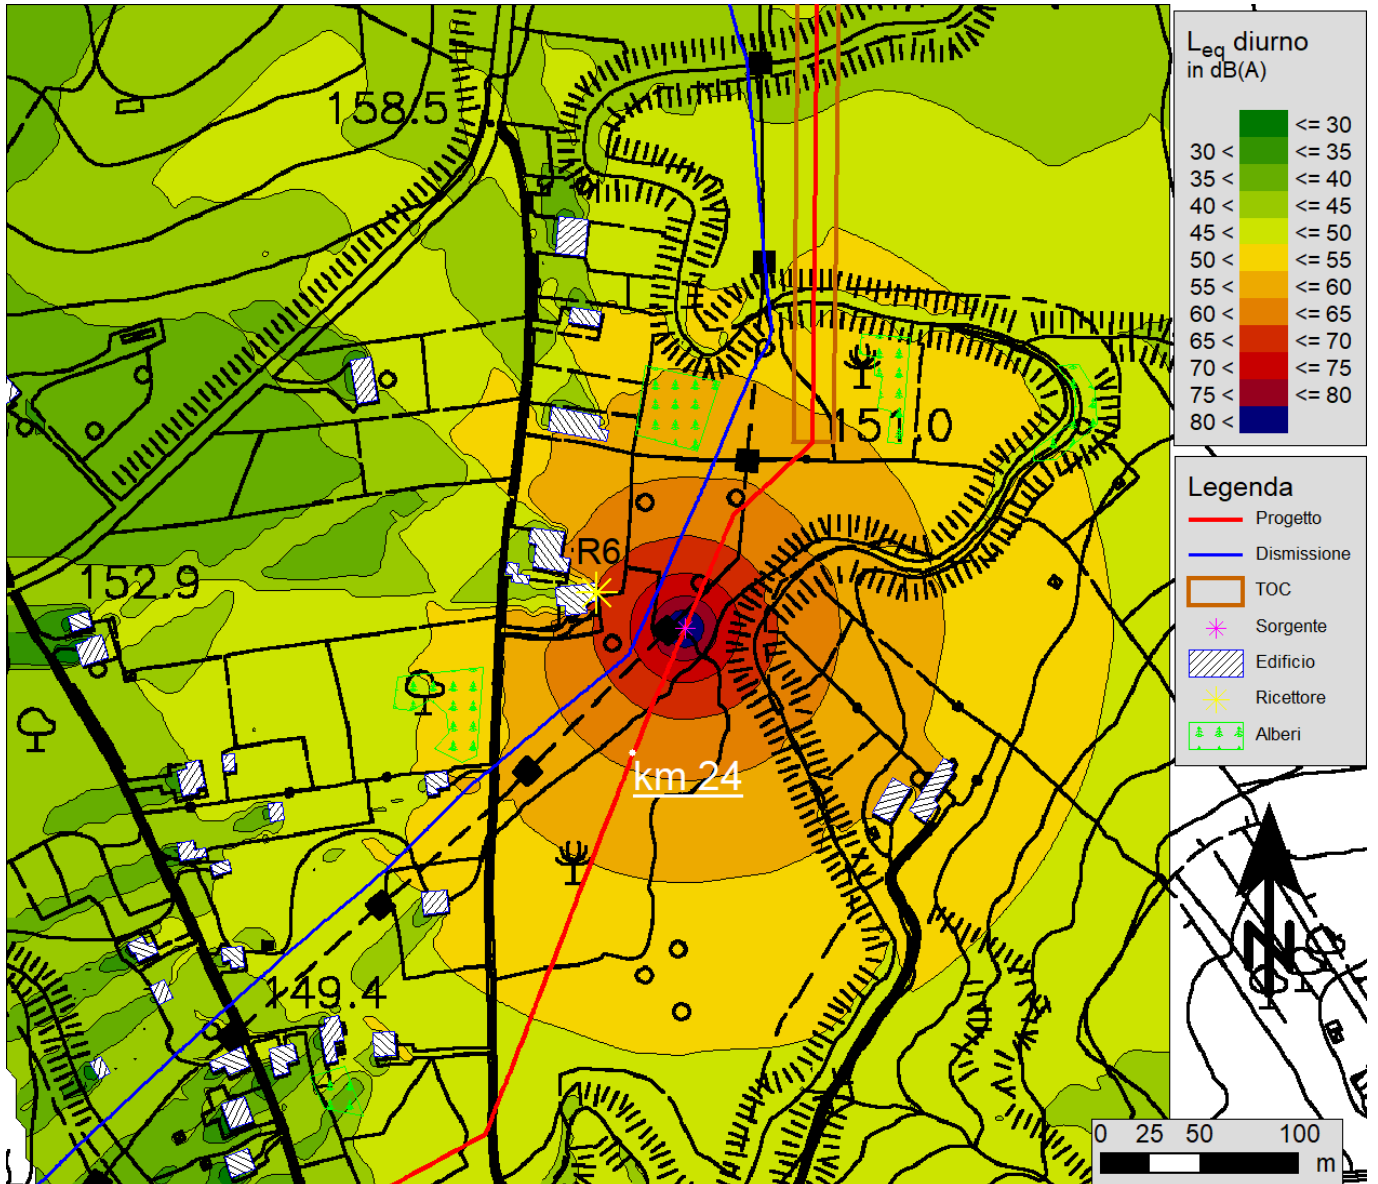 158.5
R6
151.0
152.9
km 24
149.4
Leq diurno
in dB(A)
<= 30
30 < <= 35
35 < <= 40
40 < <= 45
45 < <= 50
50 < <= 55
55 < <= 60
60 < <= 65
65 < <= 70
70 < <= 75
75 < <= 80
80 <
Legenda
Progetto
Dismissione
TOC
Sorgente
Edificio
Ricettore
Alberi
N
0 25 50 100
m